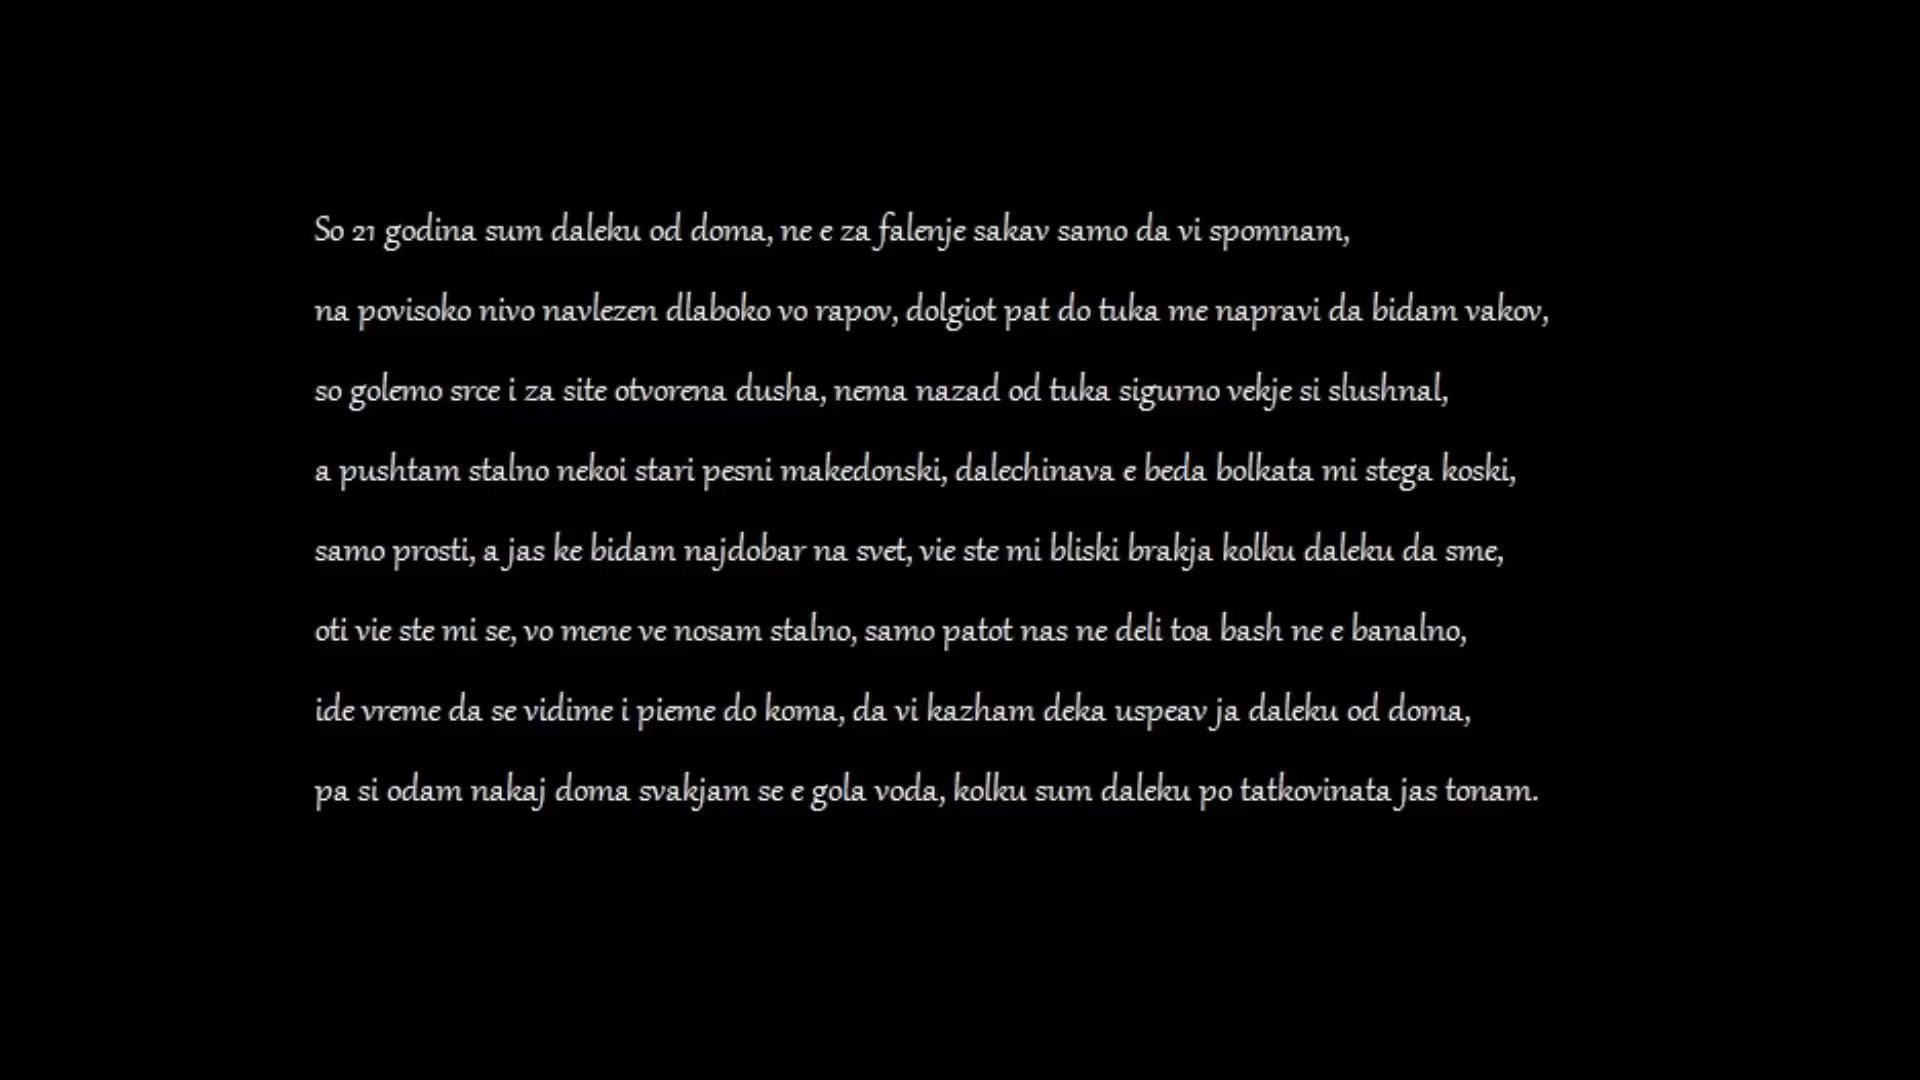 So 21 godina sum daleku od doma, ne e za falenje sakav samo da vi spomnam,
na povisoko nivo navlezen dlaboko vo rapov, dolgiot pat do tuka me napravi da bidam vakov,
so golemo srce i za site otvorena dusha, nema nazad od tuka sigurno vekje si slushnal,
a pushtam stalno nekoi stari pesni makedonski, dalechinava e beda bolkata mi stega koski,
samo prosti, a jas ke bidam najdobar na svet, vie ste mi bliski brakja kolku daleku da sme,
oti vie ste mi se, vo mene ve nosam stalno, samo patot nas ne deli toa bash ne e banalno,
ide vreme da se vidime i pieme do koma, da vi kazham deka uspeav ja daleku od doma,
pa si odam nakaj doma svakjam se e gola voda, kolku sum daleku po tatkovinata jas tonam.